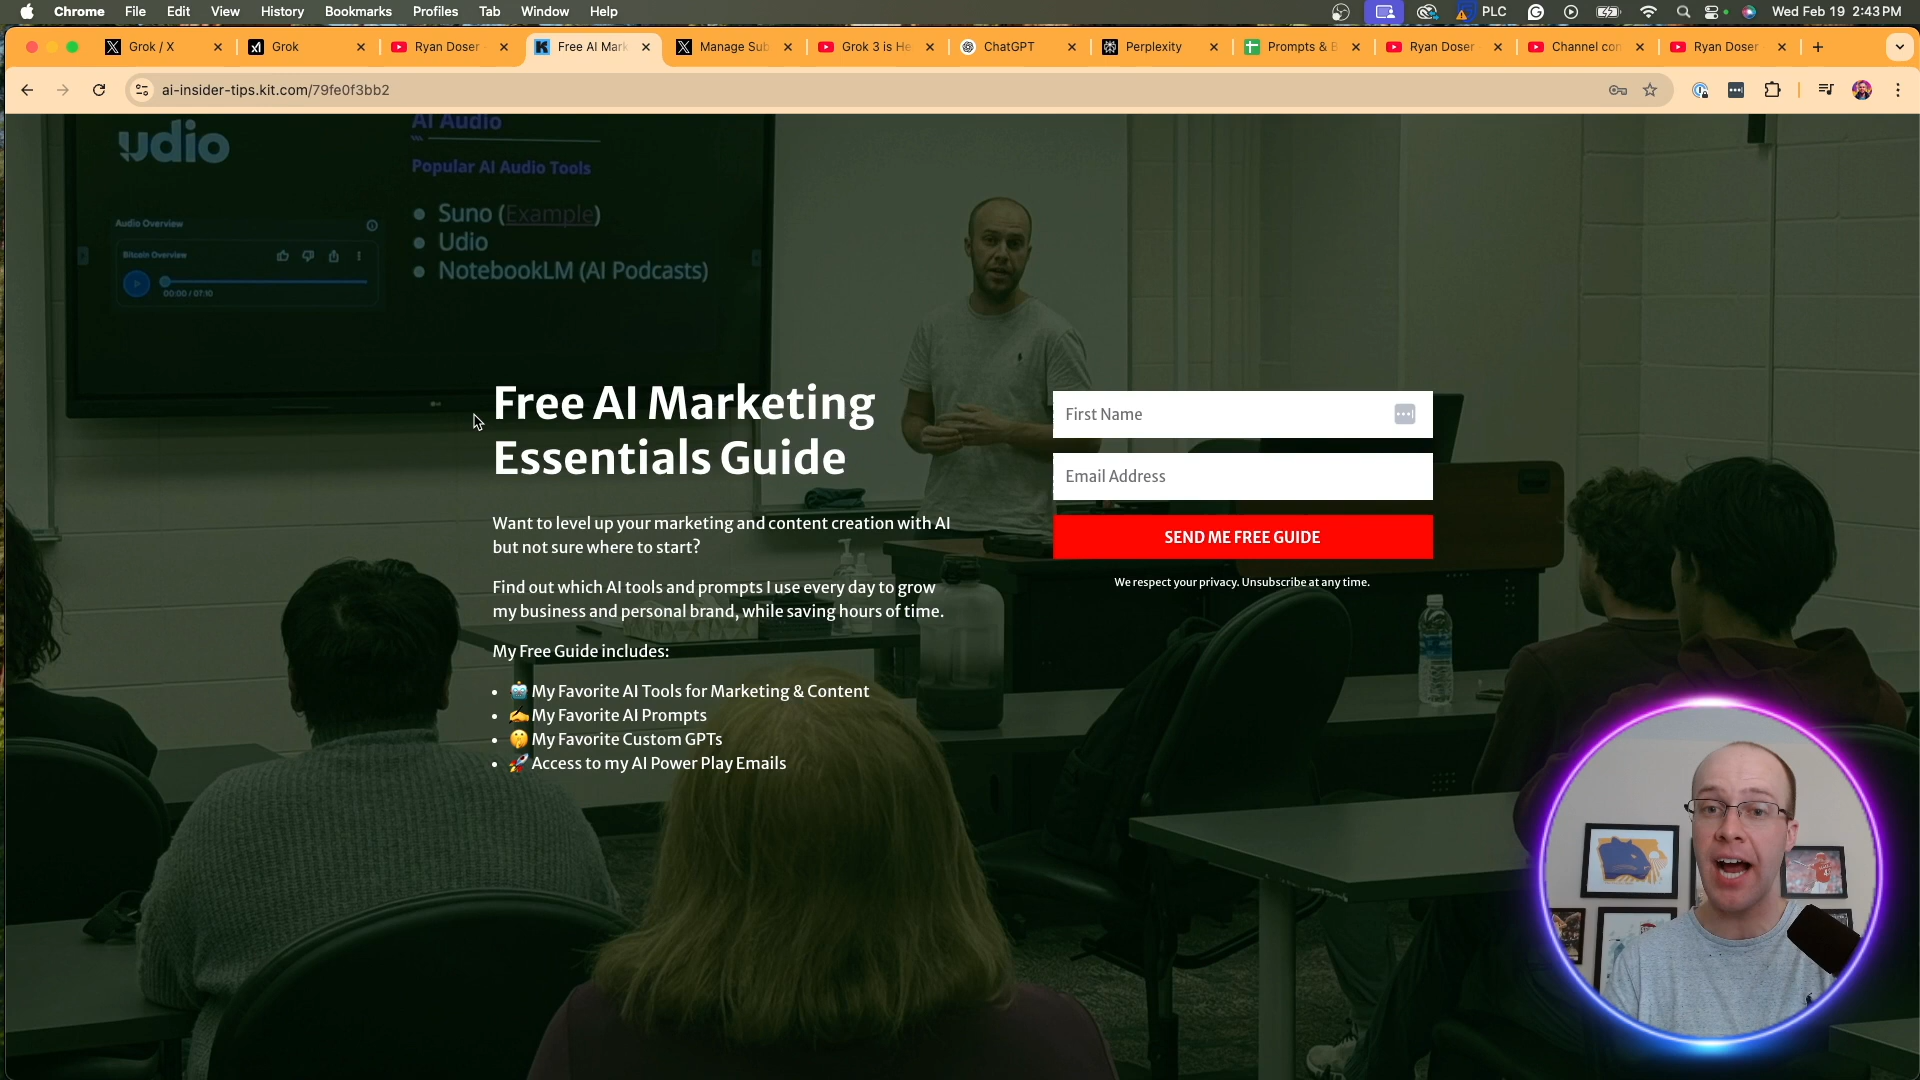 Chrome File Edit View History Bookmarks Profiles Tab Window Help PLC Wed Feb 19 2:43 PM
Grok / X Grok Ryan Doser Free AI Mark Manage Sub Grok 3 is He ChatGPT Perplexity Prompts & B Ryan Doser Channel con Ryan Doser
ai-insider-tips.kit.com/79fe0f3bb2
udio
AI Audio
Popular AI Audio Tools
Suno (Example)
Udio
NotebookLM (AI Podcasts)
Audio Overview
Bitcoin Overview
00:00 / 07:10
Free AI Marketing
Essentials Guide
Want to level up your marketing and content creation with AI
but not sure where to start?
Find out which AI tools and prompts I use every day to grow
my business and personal brand, while saving hours of time.
My Free Guide includes:
• 🤖 My Favorite AI Tools for Marketing & Content
• ✍️ My Favorite AI Prompts
• 🤫 My Favorite Custom GPTs
• 🚀 Access to my AI Power Play Emails
First Name
Email Address
SEND ME FREE GUIDE
We respect your privacy. Unsubscribe at any time.